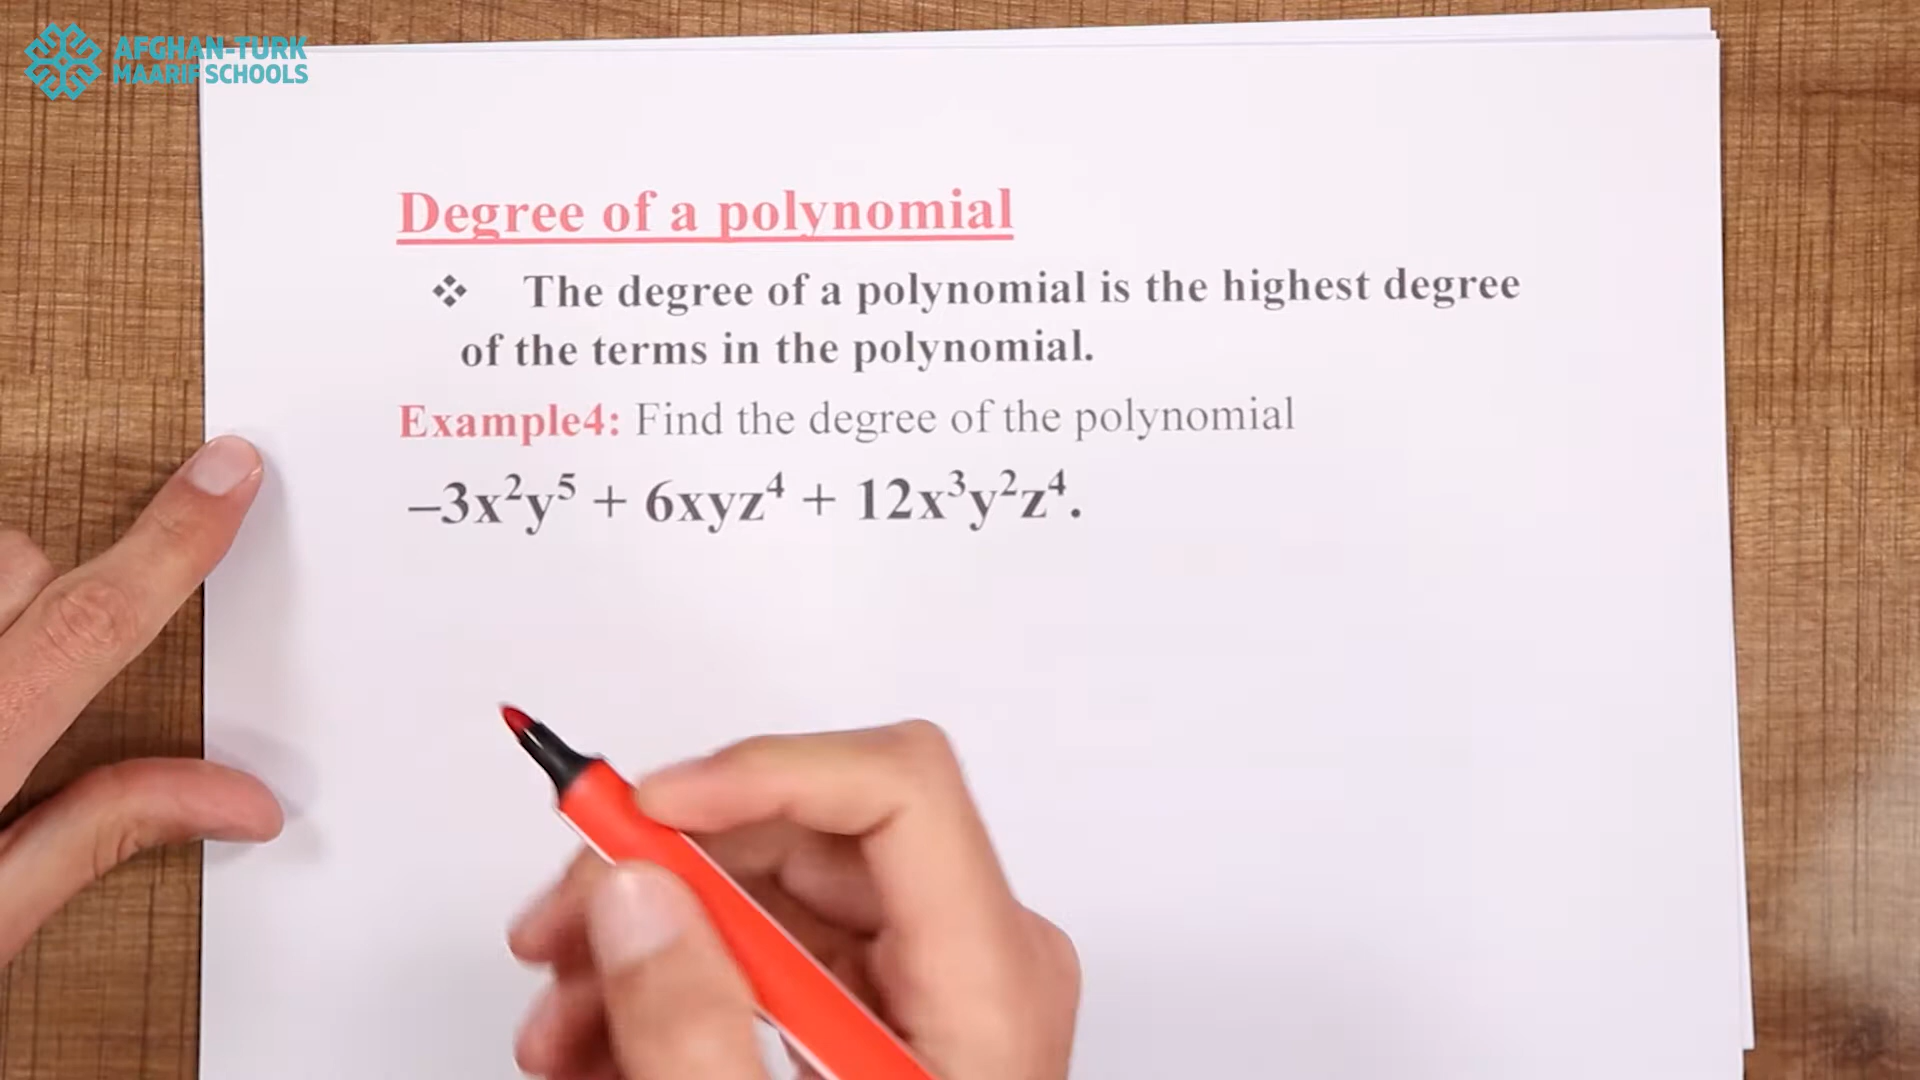 AFGHAN-TURK
MAARIF SCHOOLS
Degree of a polynomial
❖ The degree of a polynomial is the highest degree
of the terms in the polynomial.
Example4: Find the degree of the polynomial
–3x²y⁵ + 6xyz⁴ + 12x³y²z⁴.